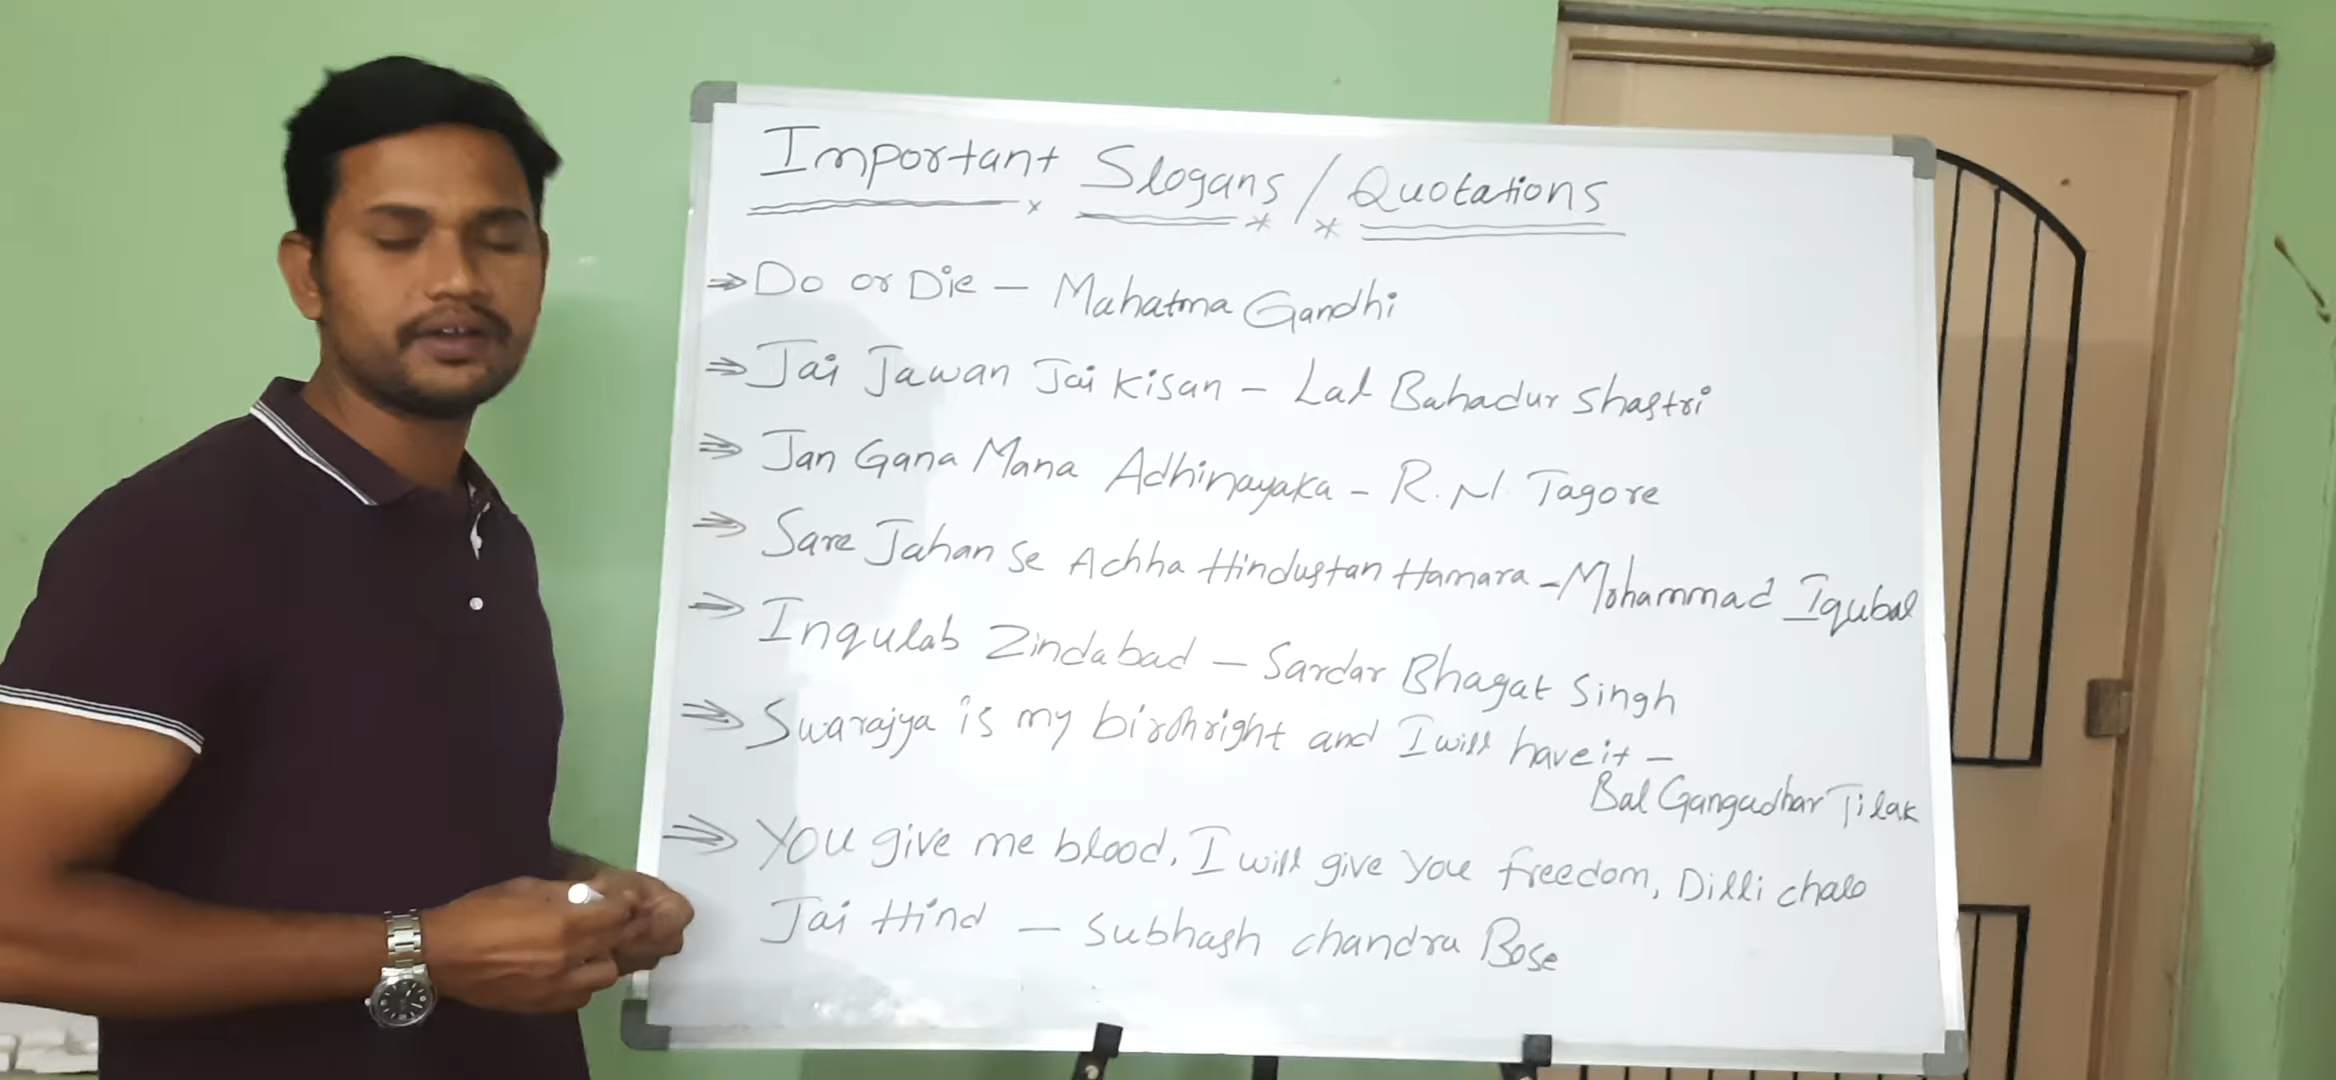 Important Slogans / Quotations
⇒ Do or Die - Mahatma Gandhi
⇒ Jai Jawan Jai Kisan - Lal Bahadur Shastri
⇒ Jan Gana Mana Adhinayaka - R. N. Tagore
⇒ Sare Jahan Se Achha Hindustan Hamara - Mohammad Iqubal
⇒ Inqulab Zindabad - Sardar Bhagat Singh
⇒ Swarajya is my birthright and I will have it -
Bal Gangadhar Tilak
⇒ You give me blood, I will give you freedom, Dilli chalo
Jai Hind - Subhash Chandra Bose